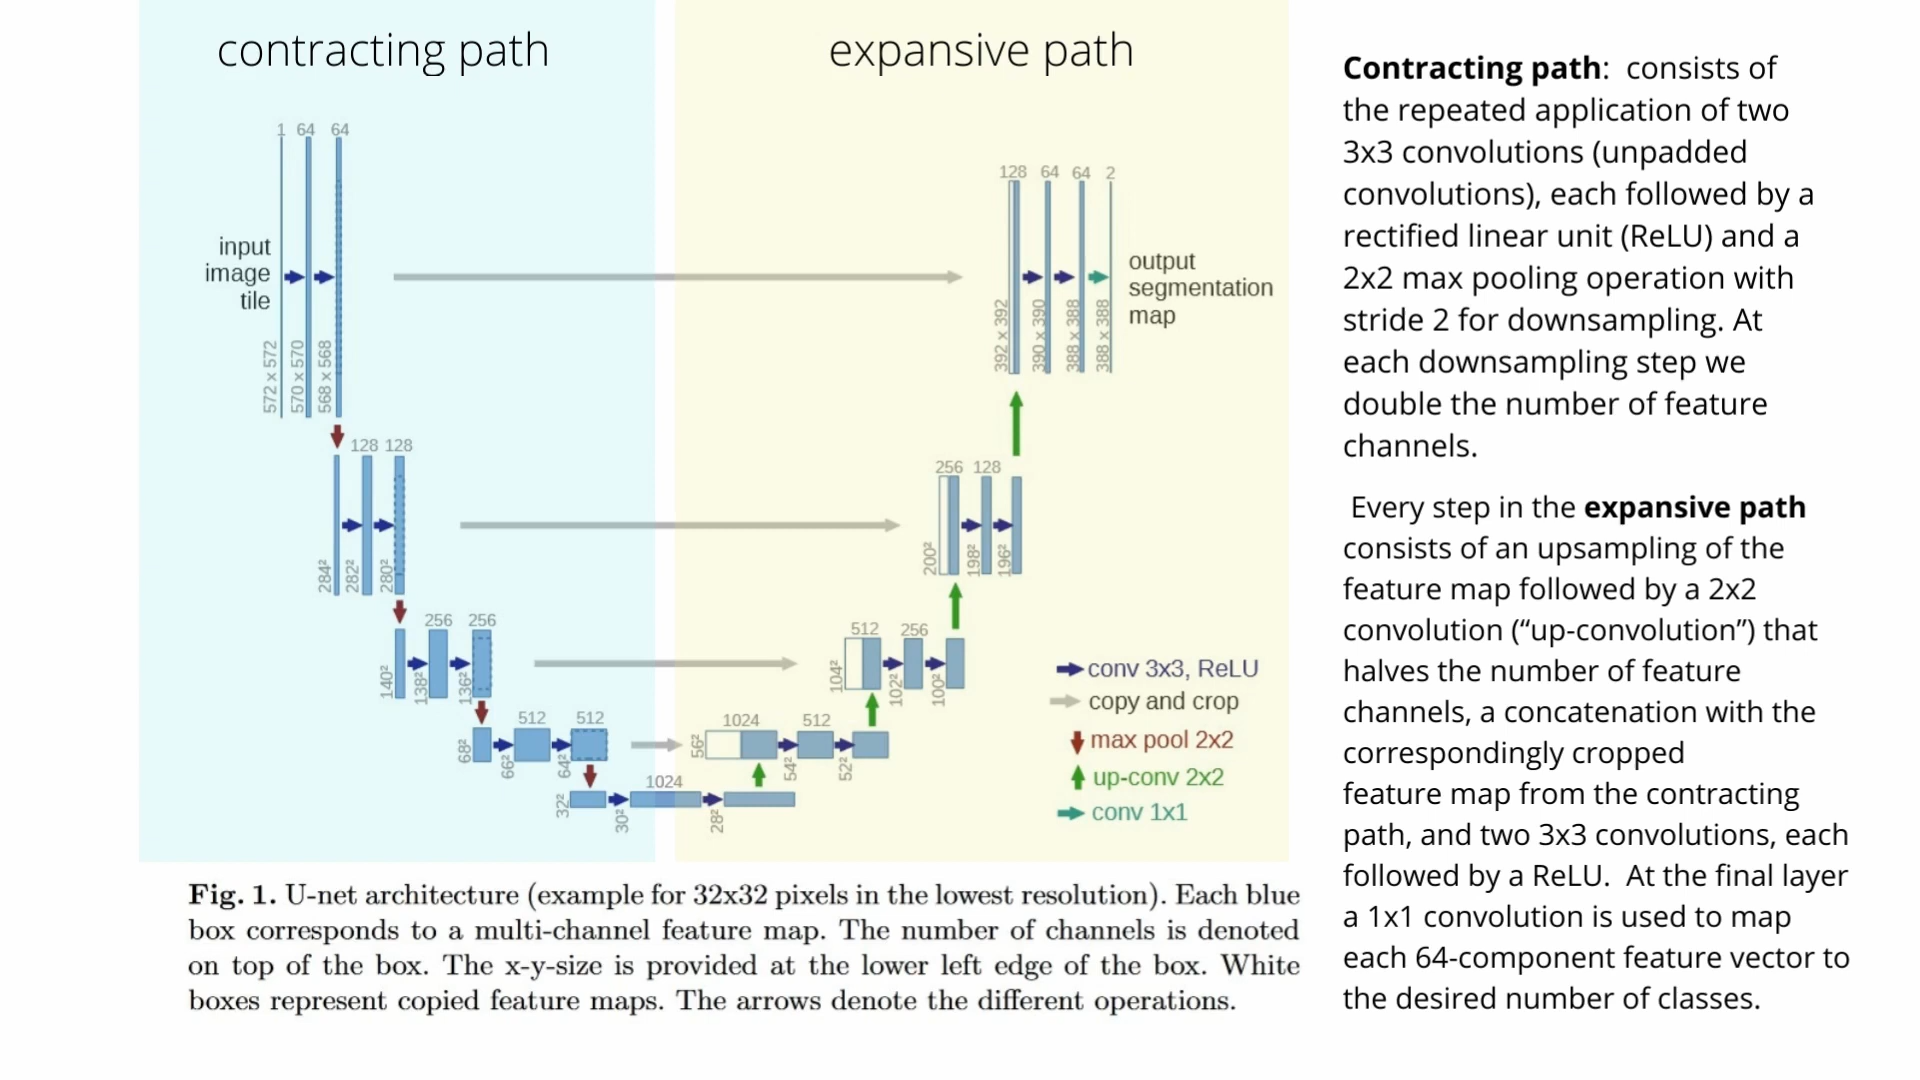 contracting path
expansive path
1 64 64
input
image
tile
572 x 572
570 x 570
568 x 568
128 128
284²
282²
280²
256 256
140²
138²
136²
512 512
68²
66²
64²
1024
32²
30²
28²
1024 512
56²
54²
52²
512 256
104²
102²
100²
256 128
200²
198²
196²
128 64 64 2
392 x 392
390 x 390
388 x 388
388 x 388
output
segmentation
map
conv 3x3, ReLU
copy and crop
max pool 2x2
up-conv 2x2
conv 1x1
Fig. 1. U-net architecture (example for 32x32 pixels in the lowest resolution). Each blue
box corresponds to a multi-channel feature map. The number of channels is denoted
on top of the box. The x-y-size is provided at the lower left edge of the box. White
boxes represent copied feature maps. The arrows denote the different operations.
Contracting path: consists of
the repeated application of two
3x3 convolutions (unpadded
convolutions), each followed by a
rectified linear unit (ReLU) and a
2x2 max pooling operation with
stride 2 for downsampling. At
each downsampling step we
double the number of feature
channels.
Every step in the expansive path
consists of an upsampling of the
feature map followed by a 2x2
convolution (“up-convolution”) that
halves the number of feature
channels, a concatenation with the
correspondingly cropped
feature map from the contracting
path, and two 3x3 convolutions, each
followed by a ReLU. At the final layer
a 1x1 convolution is used to map
each 64-component feature vector to
the desired number of classes.